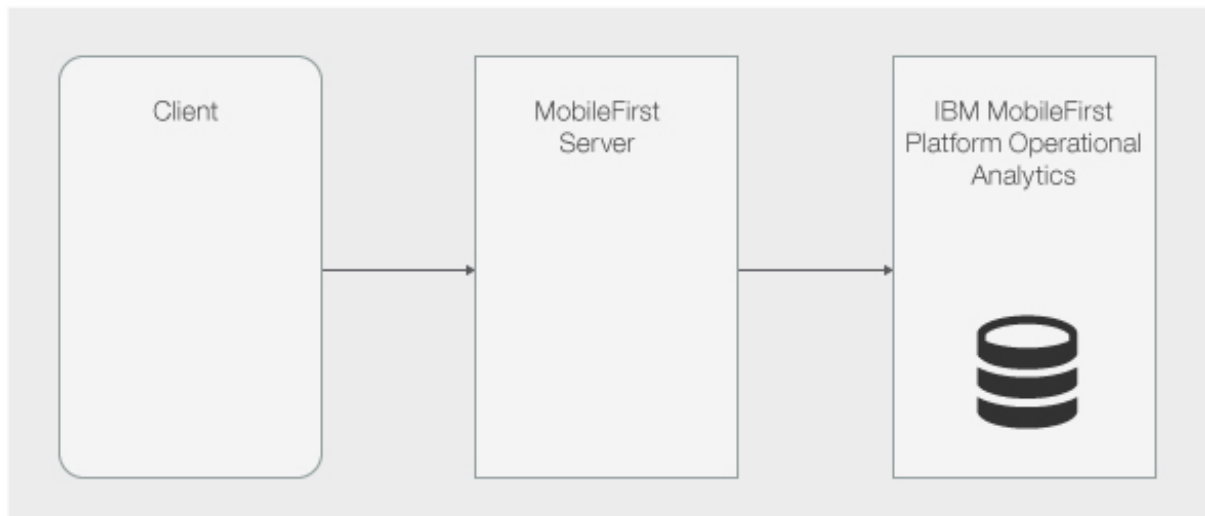 Client
MobileFirst
Server
IBM MobileFirst
Platform Operational
Analytics